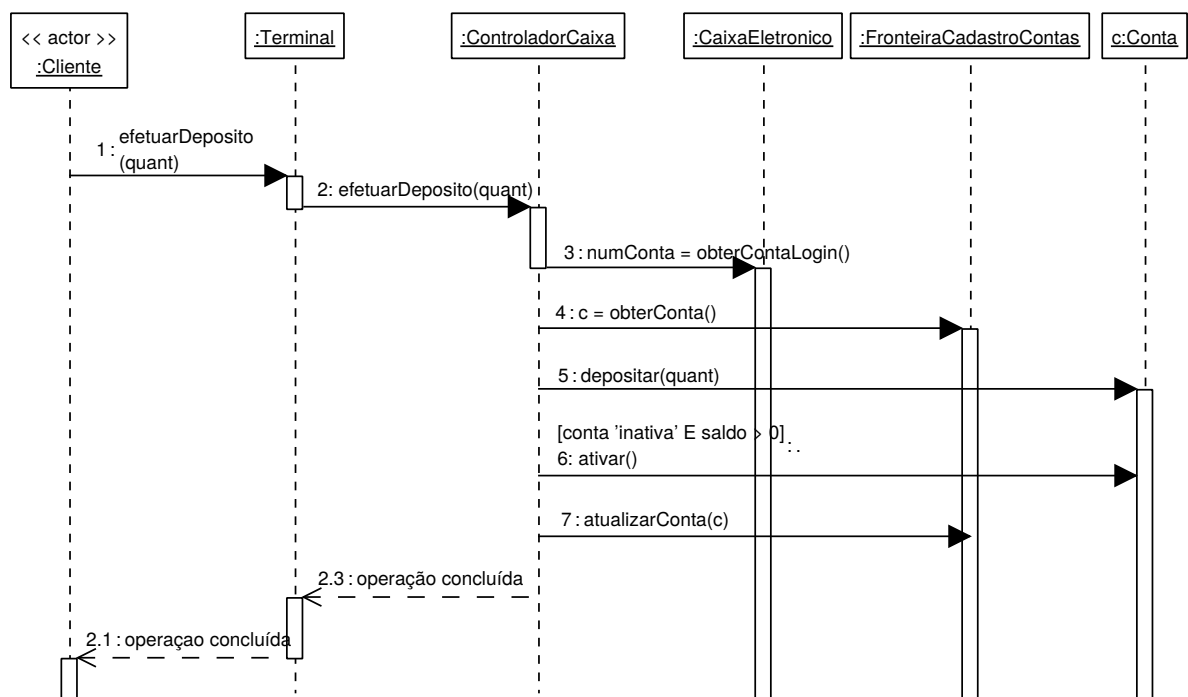 << actor >>
:Cliente
:Terminal
:ControladorCaixa
:CaixaEletronico
:FronteiraCadastroContas
c:Conta
1 : efetuarDeposito
(quant)
2: efetuarDeposito(quant)
3 : numConta = obterContaLogin()
4 : c = obterConta()
5 : depositar(quant)
[conta 'inativa' E saldo > 0] : .
6: ativar()
7 : atualizarConta(c)
2.3 : operação concluída
2.1 : operaçao concluída